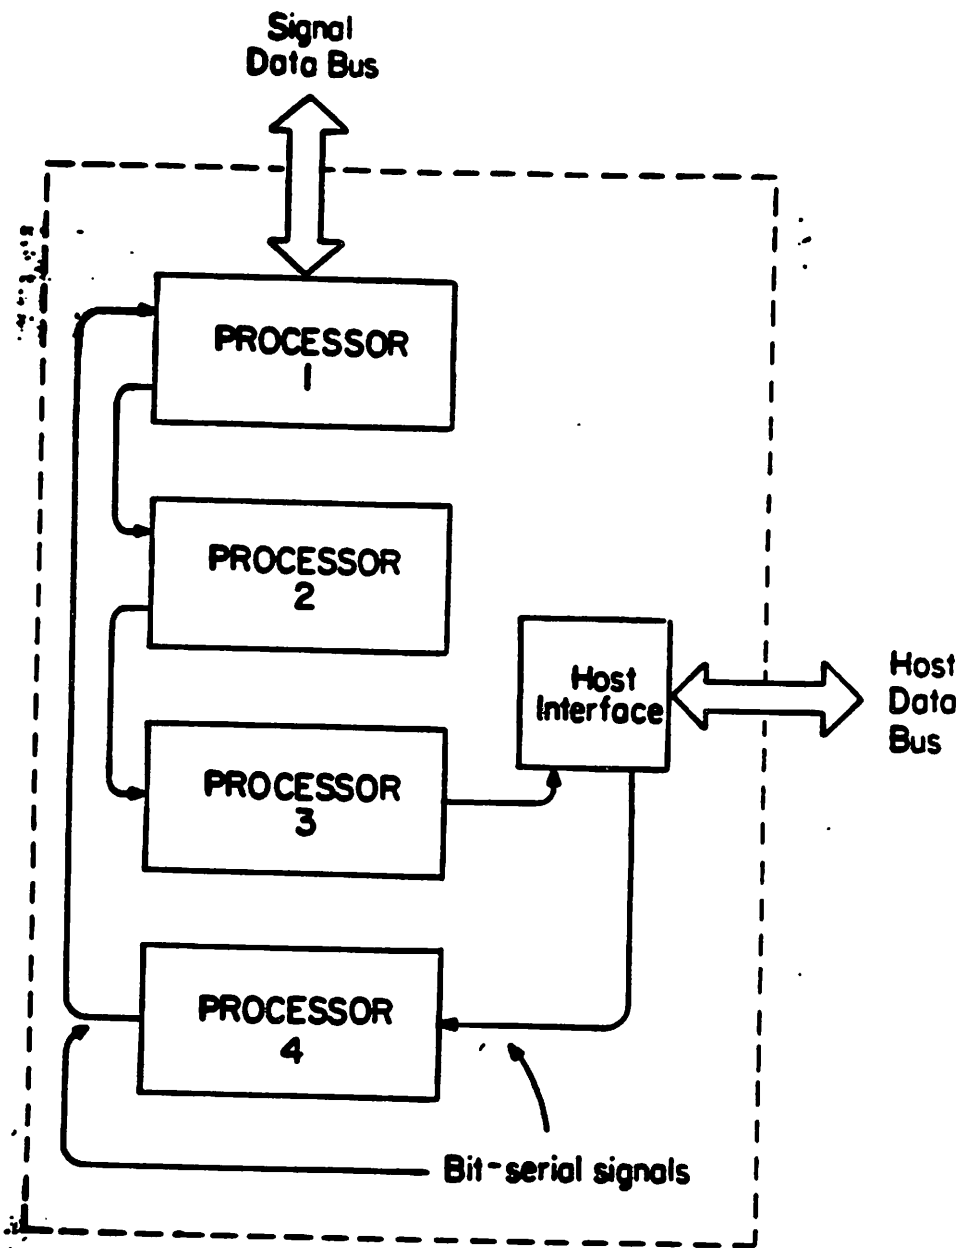 Signal
Data Bus
PROCESSOR
1
PROCESSOR
2
Host
Interface
Host
Data
Bus
PROCESSOR
3
PROCESSOR
4
Bit-serial signals